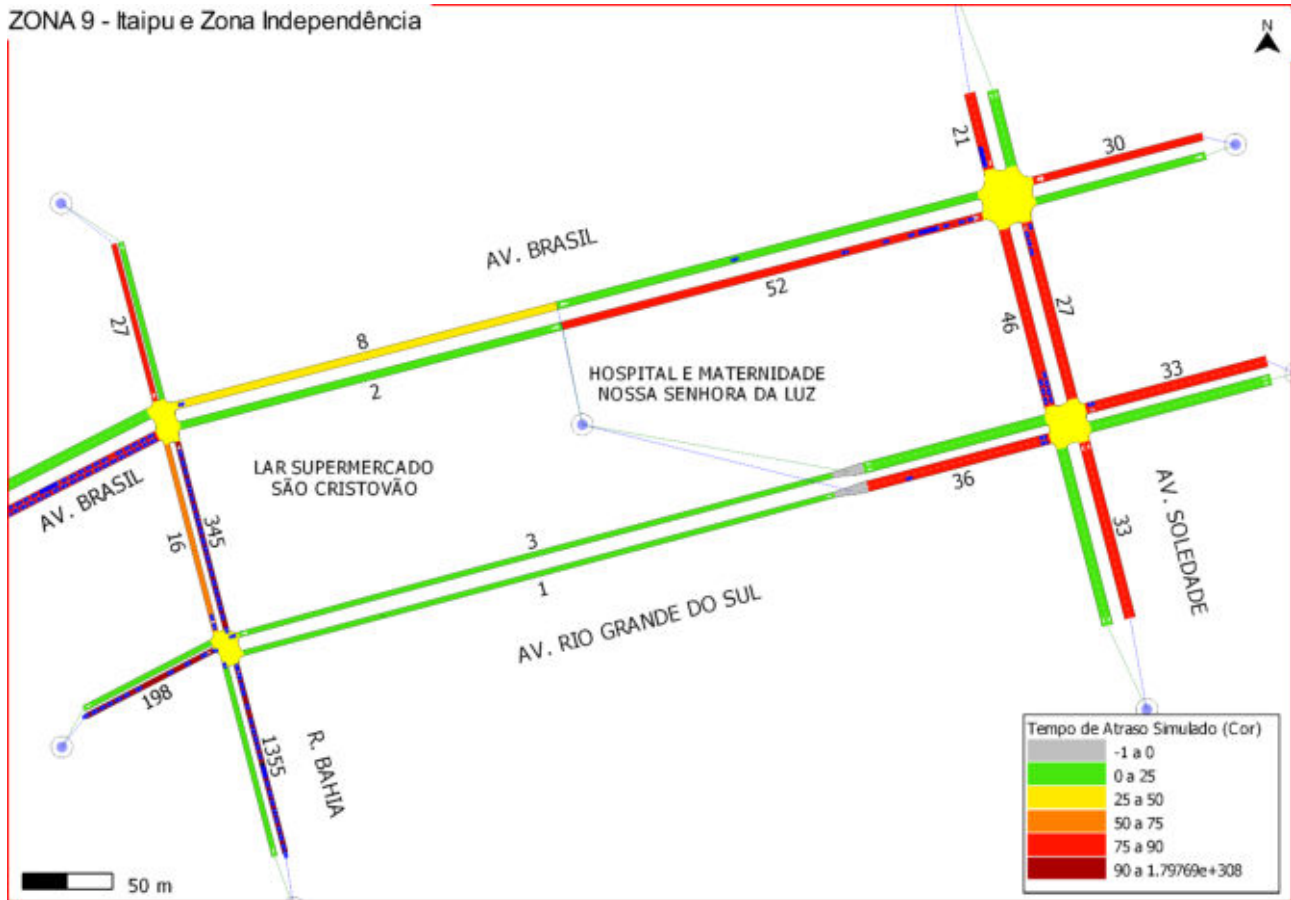 ZONA 9 - Itaipu e Zona Independência
N
21
30
AV. BRASIL
27
8
52
46
27
2
HOSPITAL E MATERNIDADE
NOSSA SENHORA DA LUZ
33
LAR SUPERMERCADO
SÃO CRISTOVÃO
AV. BRASIL
36
345
16
3
33
AV. SOLEDADE
1
AV. RIO GRANDE DO SUL
198
1355
R. BAHIA
Tempo de Atraso Simulado (Cor)
-1 a 0
0 a 25
25 a 50
50 a 75
75 a 90
90 a 1.79769e+308
50 m